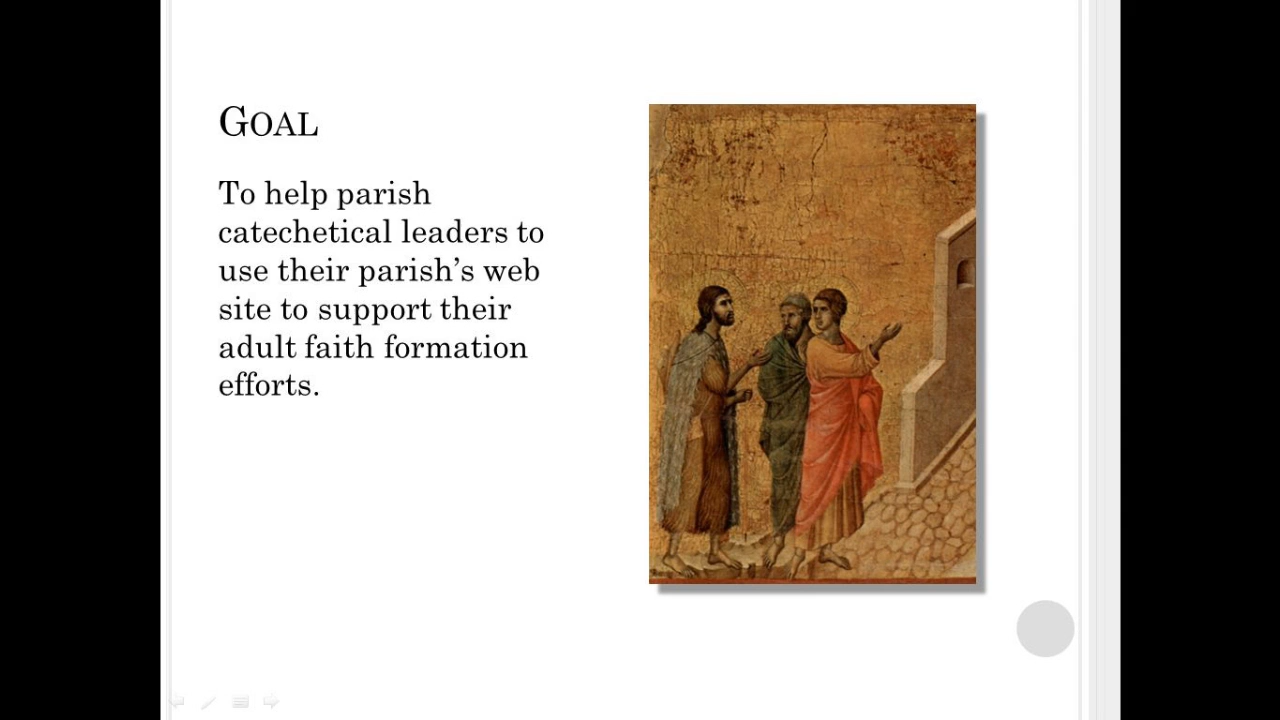 GOAL
To help parish
catechetical leaders to
use their parish’s web
site to support their
adult faith formation
efforts.